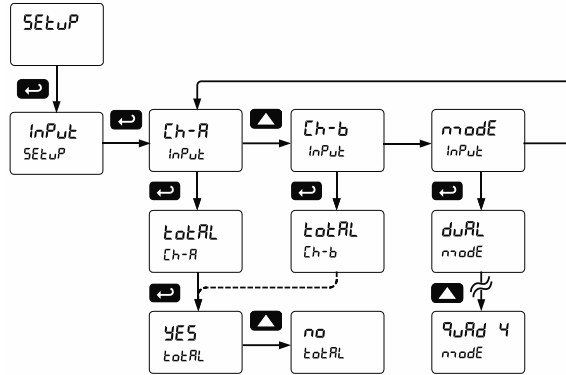 SEtuP
InPut
SEtuP
Ch-A
InPut
Ch-b
InPut
modE
InPut
totAL
Ch-A
totAL
Ch-b
duAL
modE
YES
totAL
no
totAL
quAd 4
modE